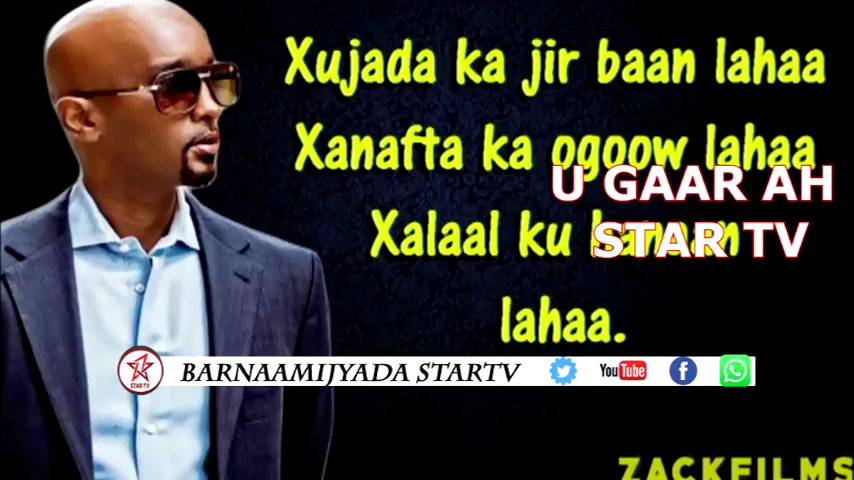 Xujada ka jir baan lahaa
Xanafta ka ogoow lahaa
U GAAR AH
Xalaal ku
STAR TV
lahaa.
STAR TV
BARNAAMIJYADA STARTV
YouTube
ZACKFILMS